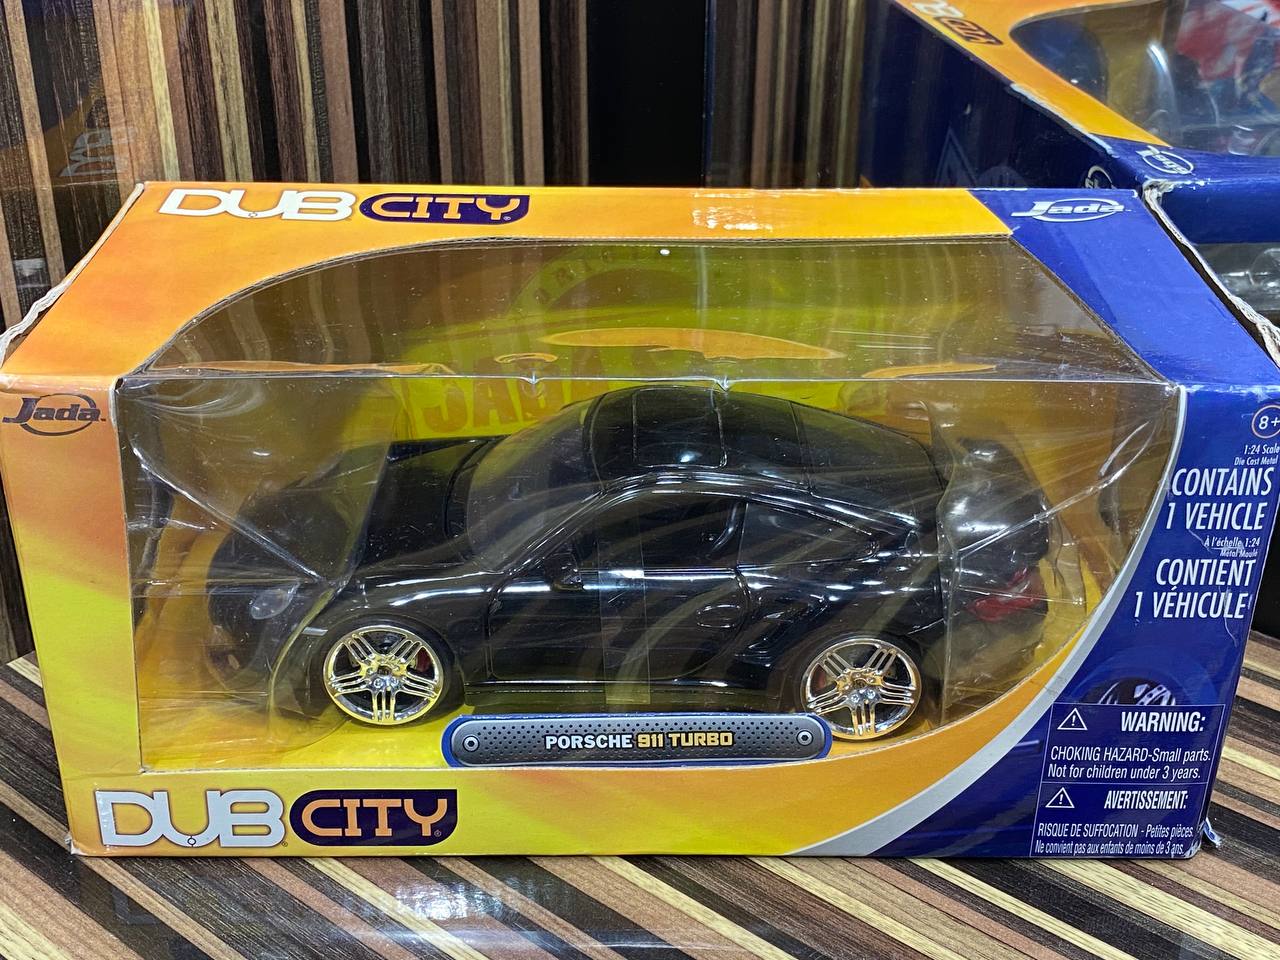 DUB CITY
Jada
Jada
8+
1:24 Scale
Die Cast Metal
CONTAINS
1 VEHICLE
À l'échelle 1:24
Métal Moulé
CONTIENT
1 VÉHICULE
PORSCHE 911 TURBO
WARNING:
CHOKING HAZARD-Small parts.
Not for children under 3 years.
AVERTISSEMENT:
RISQUE DE SUFFOCATION - Petites pièces.
Ne convient pas aux enfants de moins de 3 ans.
DUB CITY